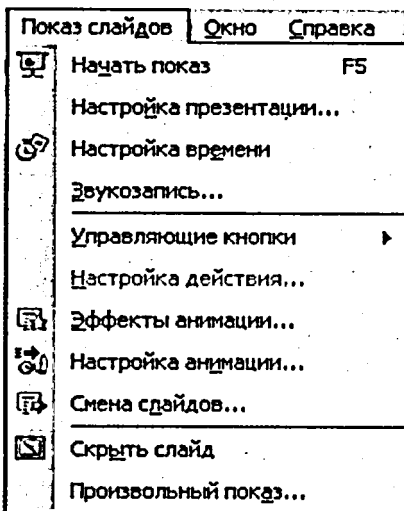 Показ слайдов Окно Справка
Начать показ F5
Настройка презентации...
Настройка времени
Звукозапись...
Управляющие кнопки
Настройка действия...
Эффекты анимации...
Настройка анимации...
Смена слайдов...
Скрыть слайд
Произвольный показ...